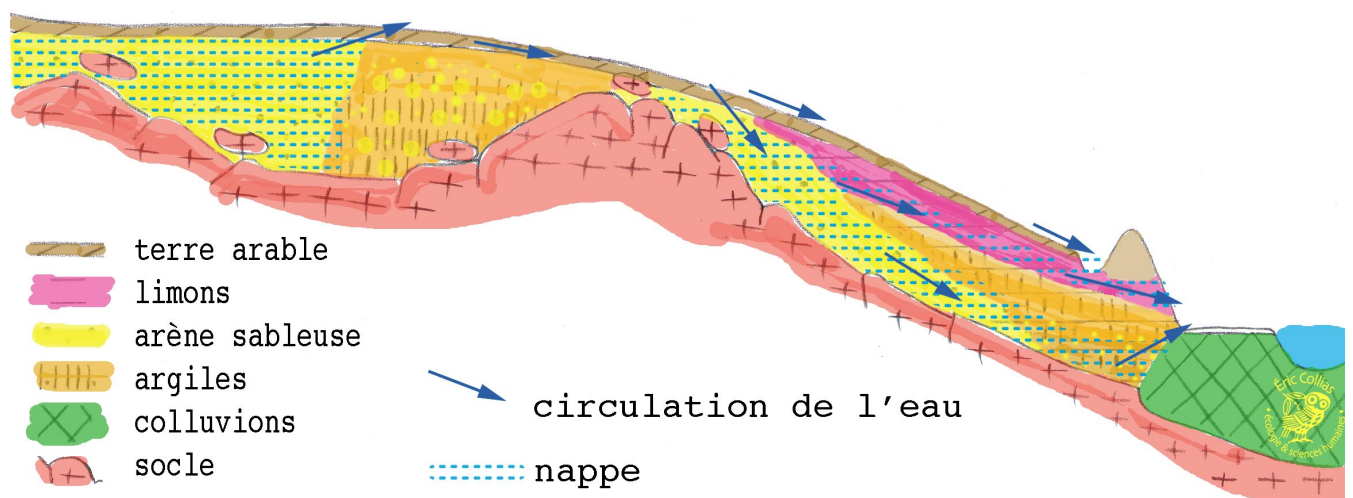 terre arable
limons
arène sableuse
argiles
colluvions
socle
circulation de l'eau
nappe
Éric Collias
• écologie & sciences humaines •